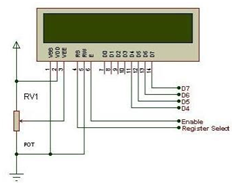 VSS
VDD
VEE
RS
RW
E
D0
D1
D2
D3
D4
D5
D6
D7
1
2
3
4
5
6
7
8
9
10
11
12
13
14
D7
D6
D5
D4
Enable
Register Select
RV1
POT